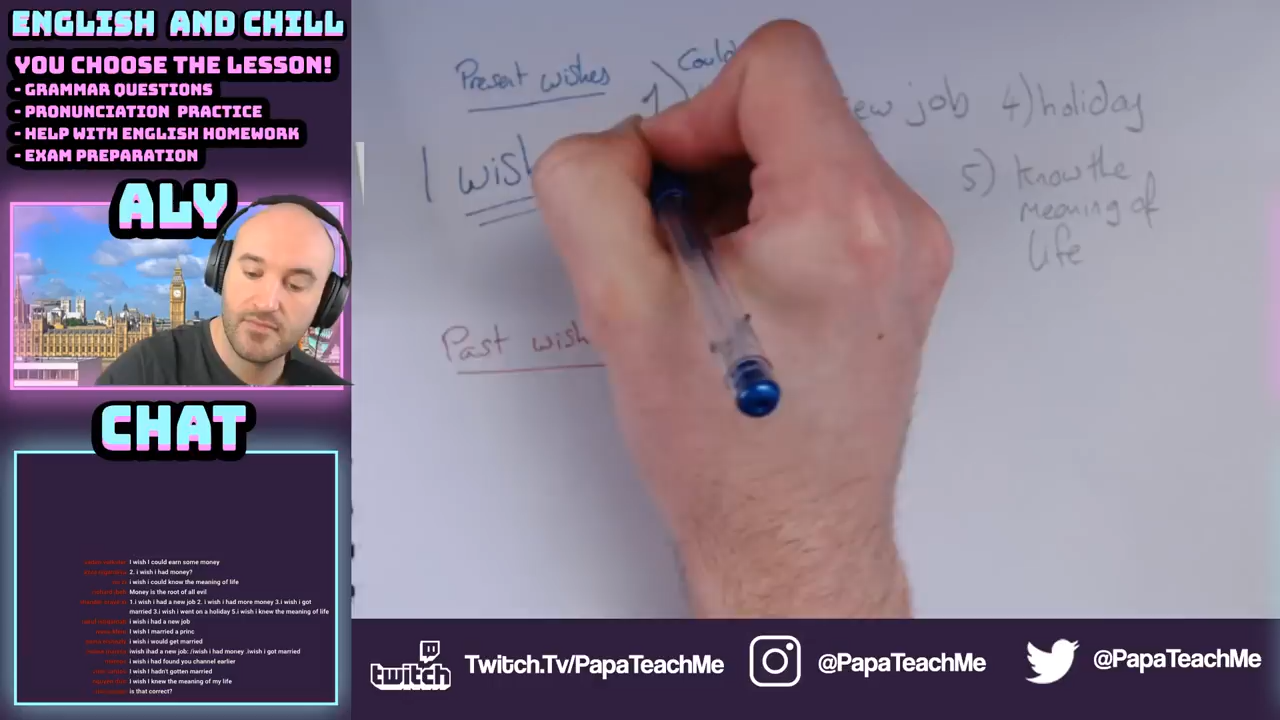 ENGLISH AND CHILL
YOU CHOOSE THE LESSON!
- GRAMMAR QUESTIONS
- PRONUNCIATION PRACTICE
- HELP WITH ENGLISH HOMEWORK
- EXAM PREPARATION
ALY
CHAT
I wish I could earn some money
2. i wish i had money?
i wish i could know the meaning of life
Money is the root of all evil
1.i wish i had a new job 2. i wish i had more money 3.i wish i got
married 3.i wish i went on a holiday 5.i wish i knew the meaning of life
i wish i had a new job
I wish I married a princ
i wish i would get married
iwish ihad a new job: /iwish i had money .iwish i got married
i wish i had found you channel earlier
I wish I hadn't gotten married
I wish I knew the meaning of my life
is that correct?
Present wishes
1) Could
job
4) holiday
I wish
5) know the
meaning of
life
Past wish
twitch
Twitch.Tv/PapaTeachMe
@PapaTeachMe
@PapaTeachMe